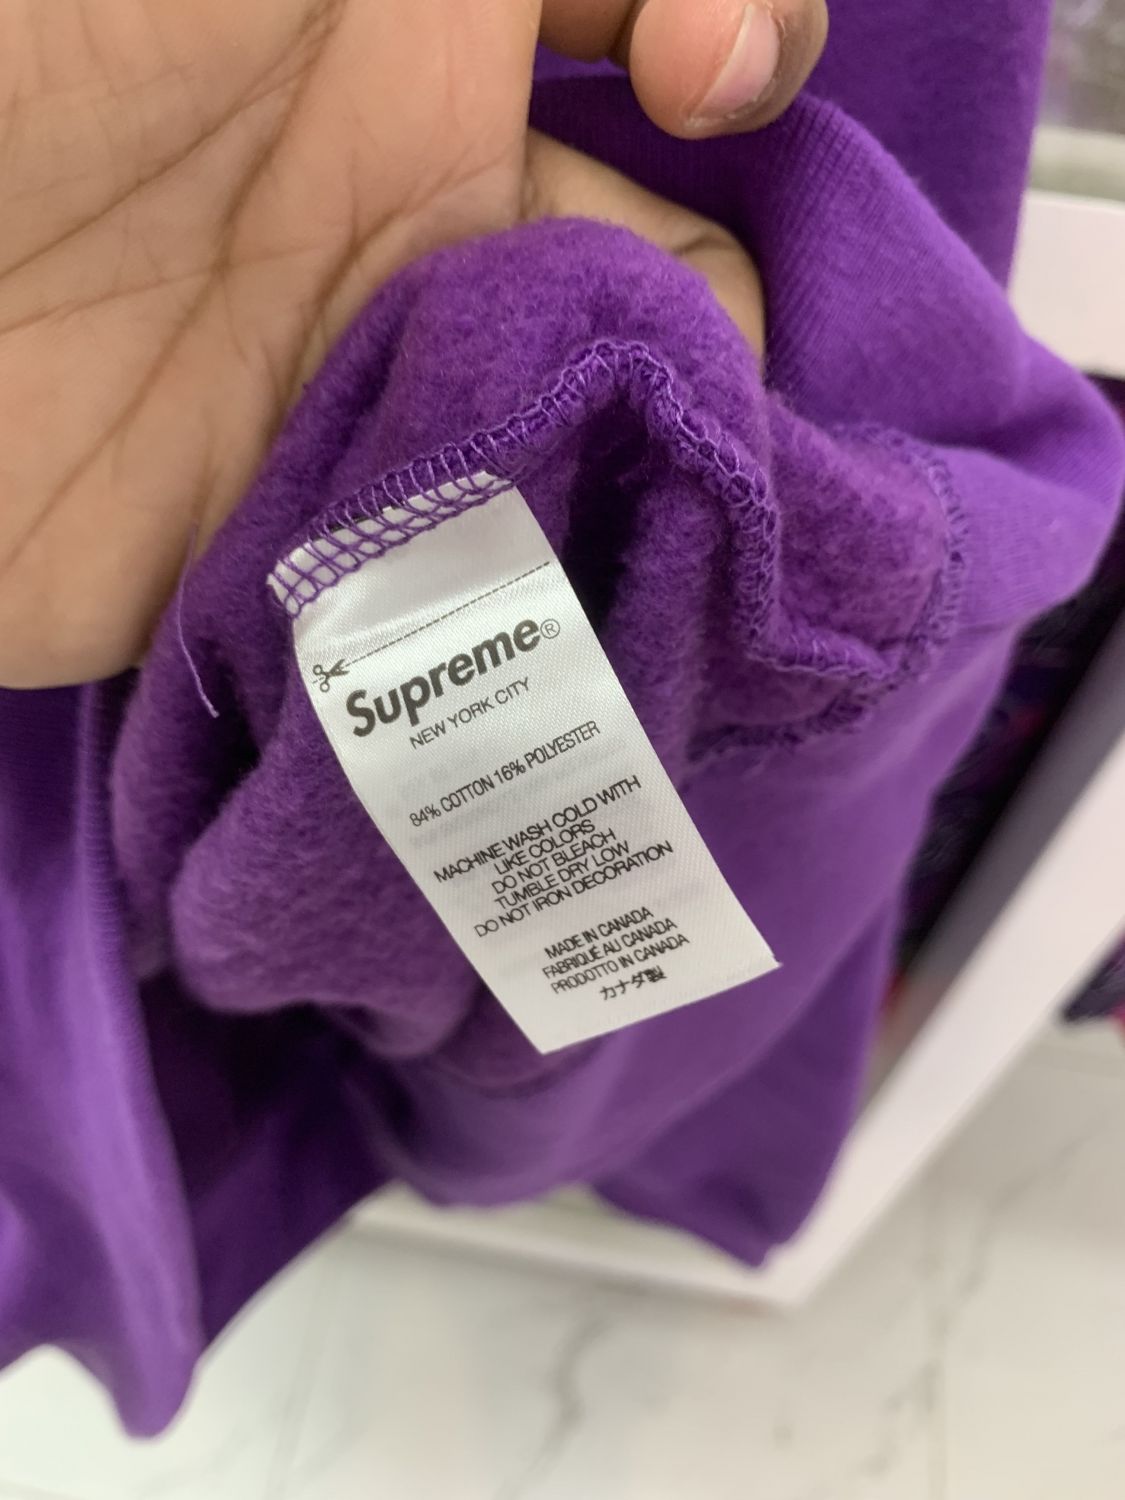 Supreme®
NEW YORK CITY
84% COTTON 16% POLYESTER
MACHINE WASH COLD WITH
LIKE COLORS
DO NOT BLEACH
TUMBLE DRY LOW
DO NOT IRON DECORATION
MADE IN CANADA
FABRIQUÉ AU CANADA
PRODOTTO IN CANADA
カナダ製